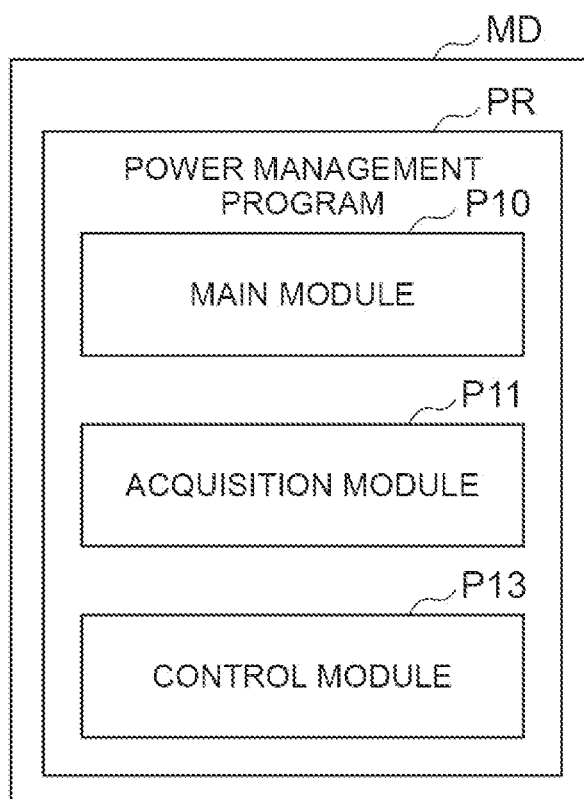 MD
PR
POWER MANAGEMENT
PROGRAM
P10
MAIN MODULE
P11
ACQUISITION MODULE
P13
CONTROL MODULE